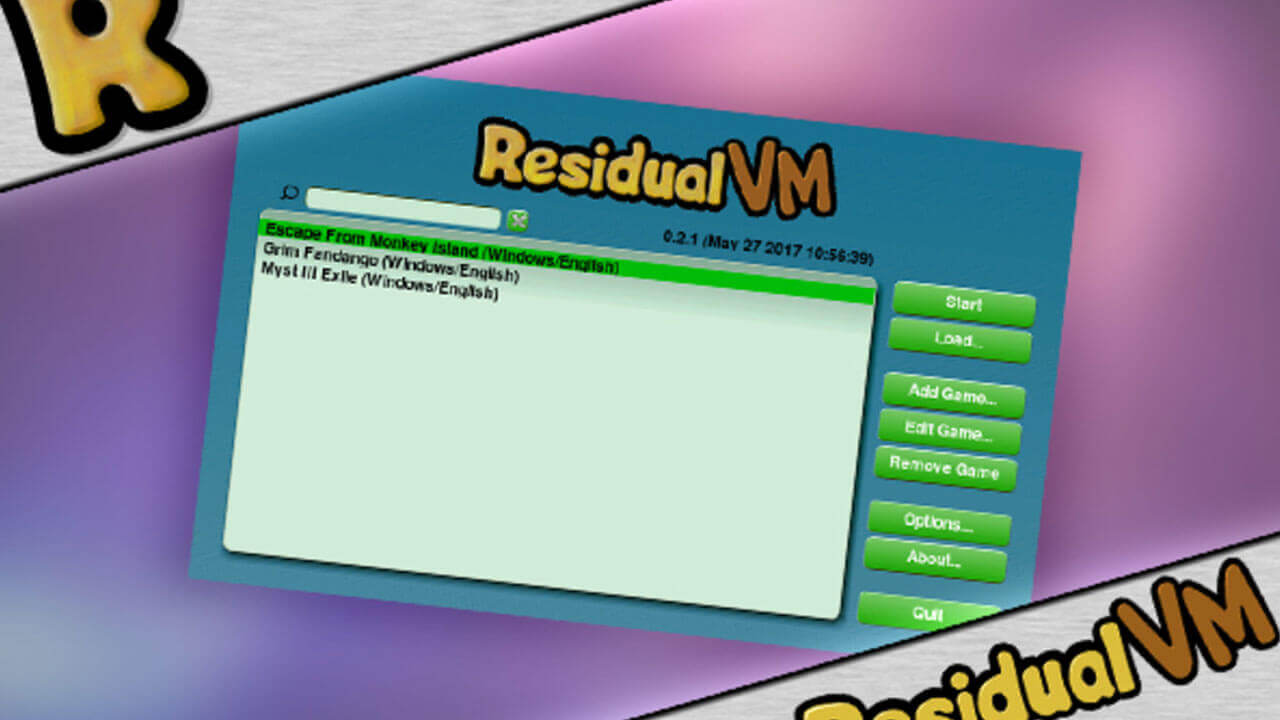 R
ResidualVM
0.2.1 (May 27 2017 10:56:39)
Escape From Monkey Island (Windows/English)
Grim Fandango (Windows/English)
Myst III Exile (Windows/English)
Start
Load...
Add Game...
Edit Game...
Remove Game
Options...
About...
Quit
ResidualVM